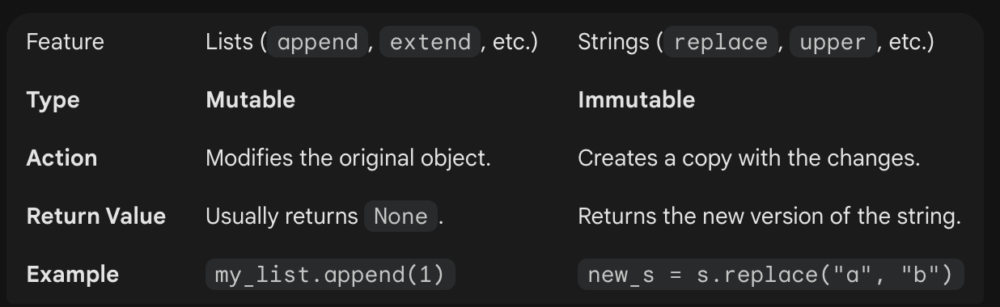 Feature Lists (append, extend, etc.) Strings (replace, upper, etc.)
Type Mutable Immutable
Action Modifies the original object. Creates a copy with the changes.
Return Value Usually returns None. Returns the new version of the string.
Example my_list.append(1) new_s = s.replace("a", "b")